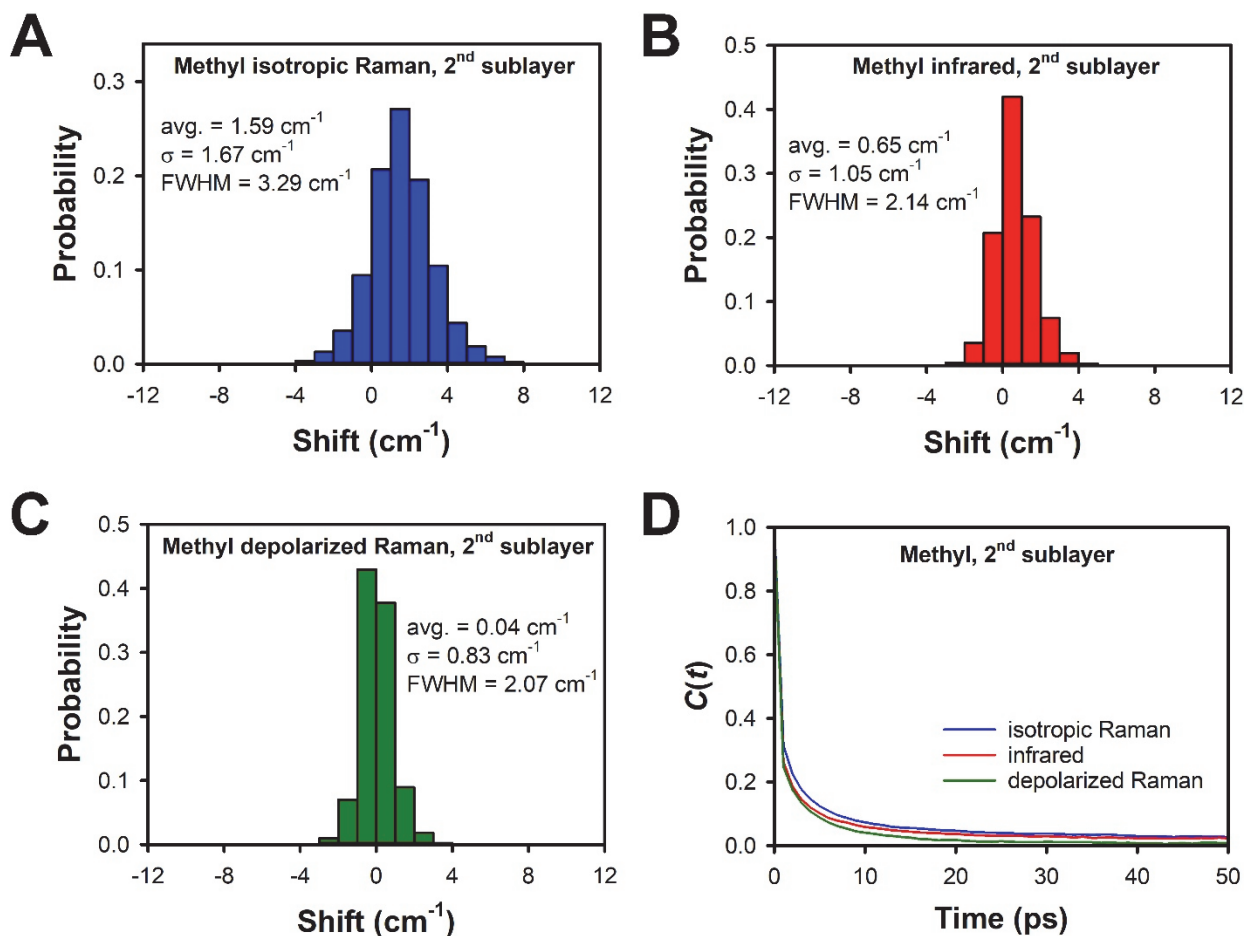 A
Methyl isotropic Raman, 2nd sublayer
avg. = 1.59 cm-1
σ = 1.67 cm-1
FWHM = 3.29 cm-1
Probability
0.3
0.2
0.1
0.0
-12 -8 -4 0 4 8 12
Shift (cm-1)
B
Methyl infrared, 2nd sublayer
avg. = 0.65 cm-1
σ = 1.05 cm-1
FWHM = 2.14 cm-1
Probability
0.5
0.4
0.3
0.2
0.1
0.0
-12 -8 -4 0 4 8 12
Shift (cm-1)
C
Methyl depolarized Raman, 2nd sublayer
avg. = 0.04 cm-1
σ = 0.83 cm-1
FWHM = 2.07 cm-1
Probability
0.5
0.4
0.3
0.2
0.1
0.0
-12 -8 -4 0 4 8 12
Shift (cm-1)
D
Methyl, 2nd sublayer
isotropic Raman
infrared
depolarized Raman
C(t)
1.0
0.8
0.6
0.4
0.2
0.0
0 10 20 30 40 50
Time (ps)